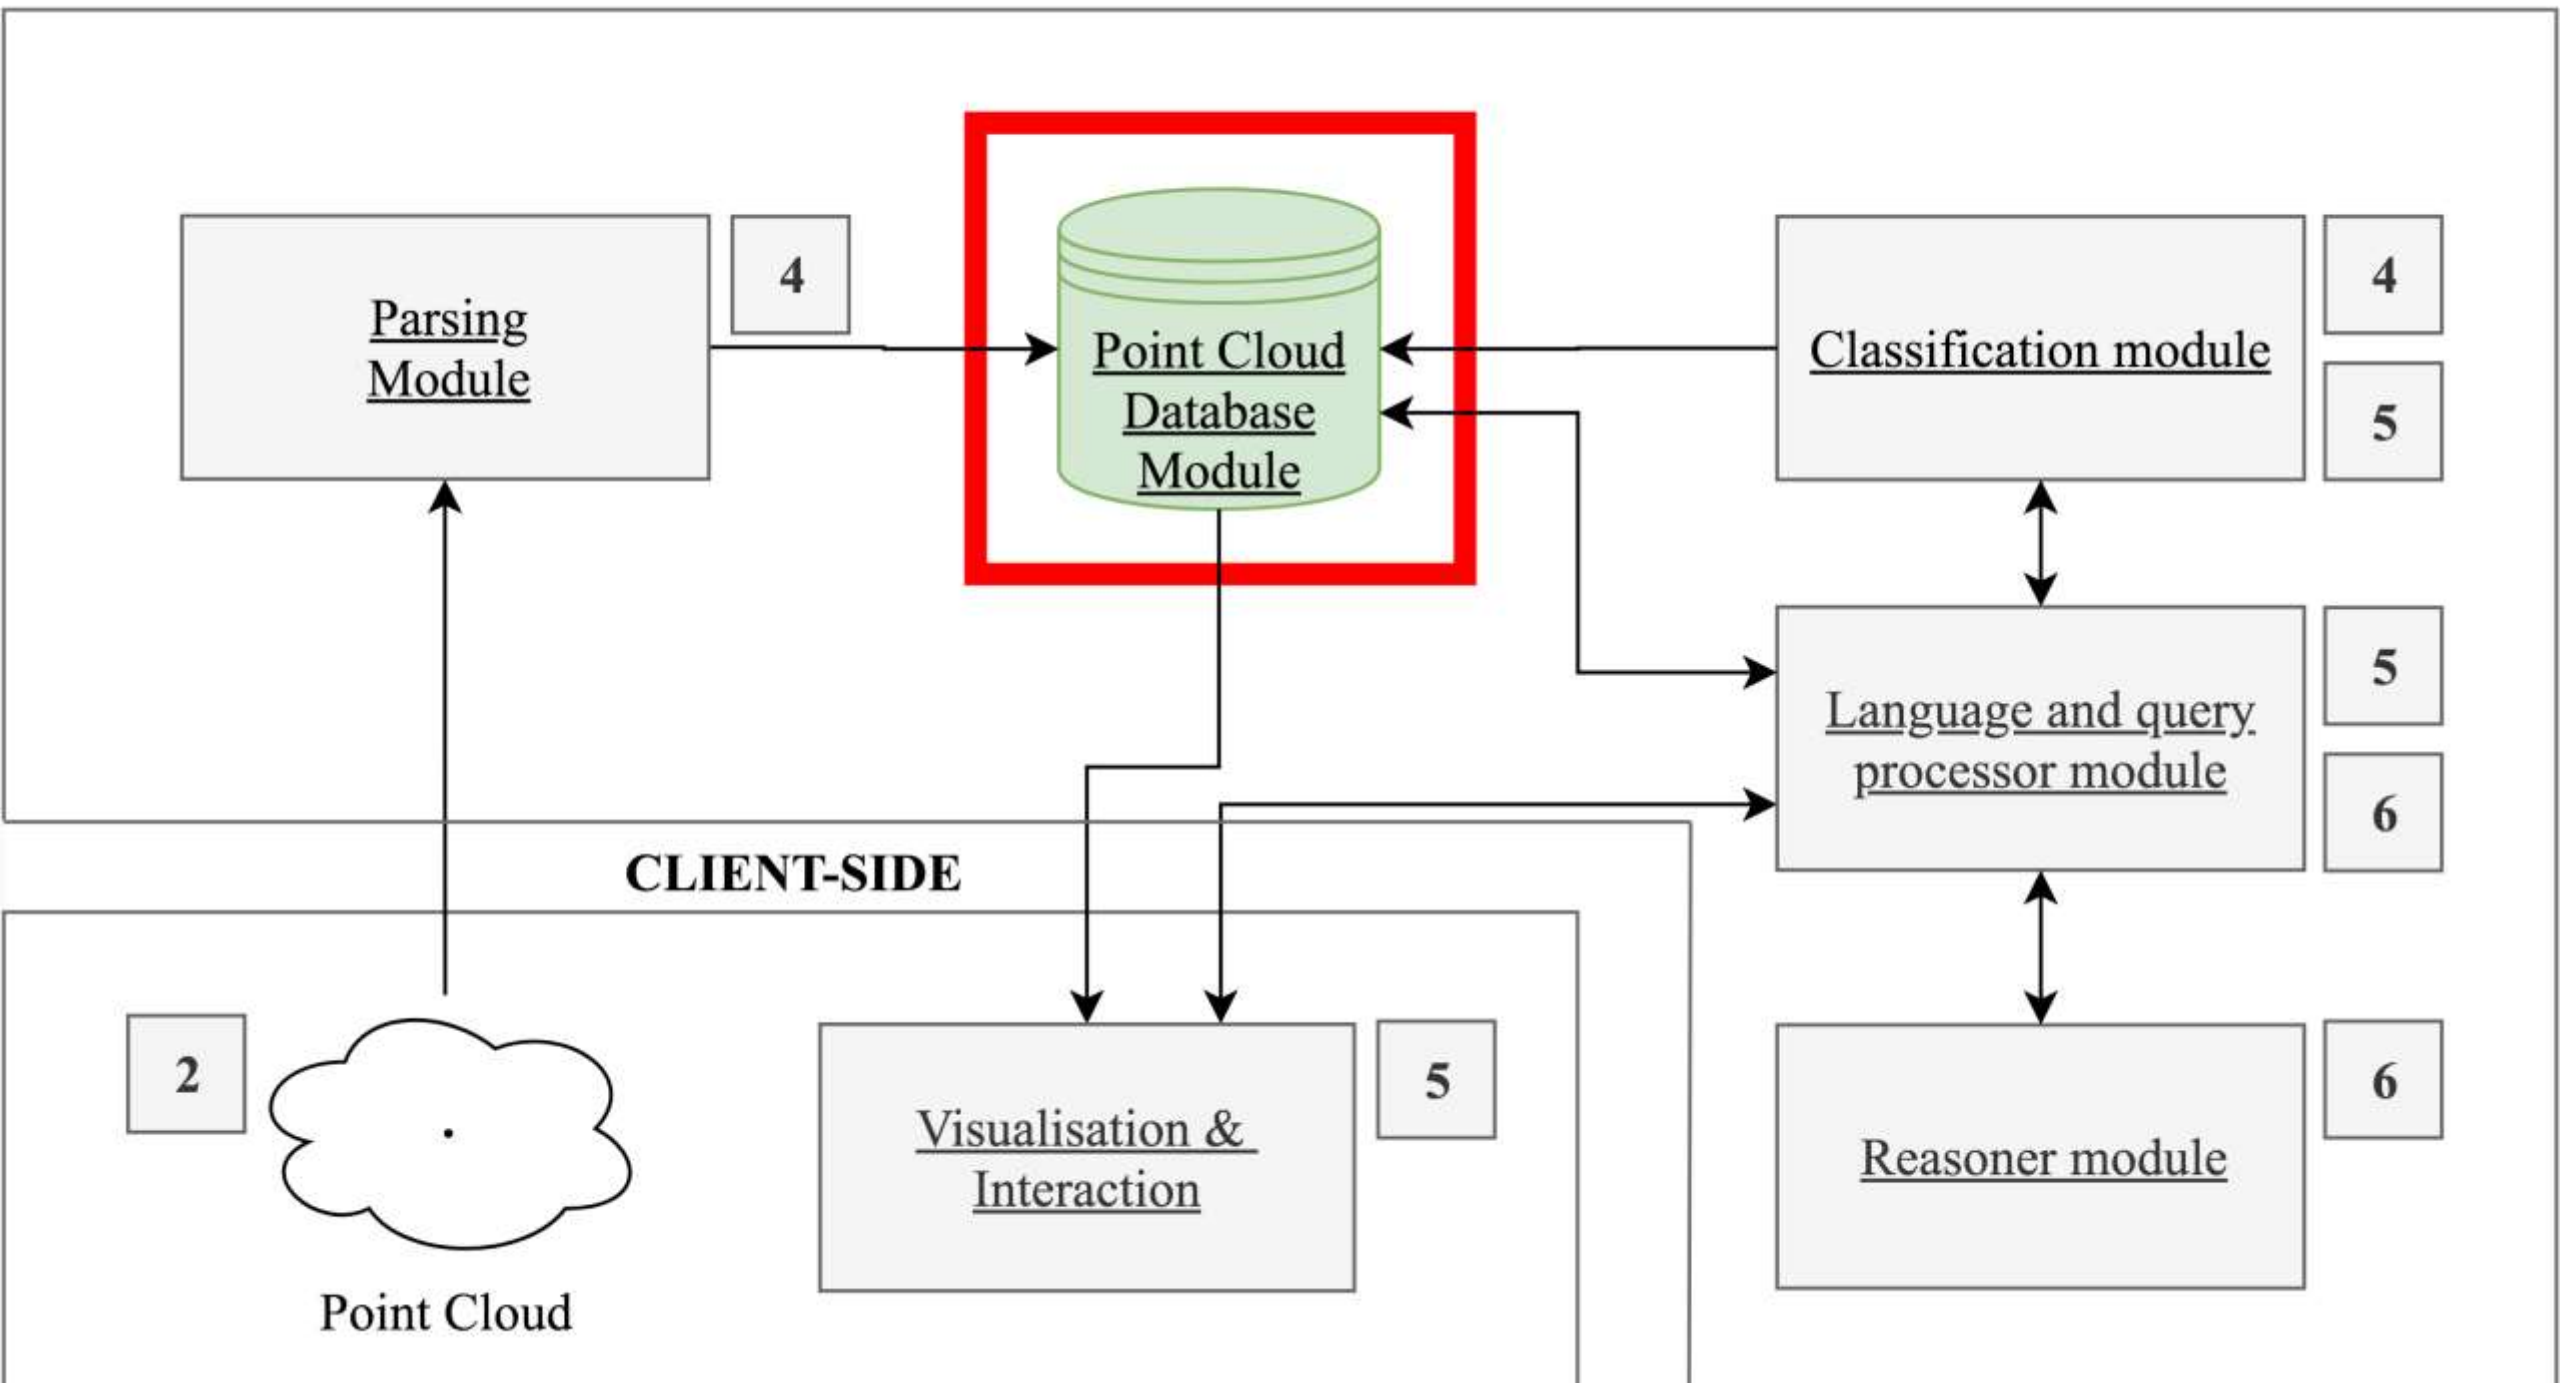 Parsing
Module
4
Point Cloud
Database
Module
Classification module
4
5
Language and query
processor module
5
6
CLIENT-SIDE
2
Point Cloud
Visualisation &
Interaction
5
Reasoner module
6